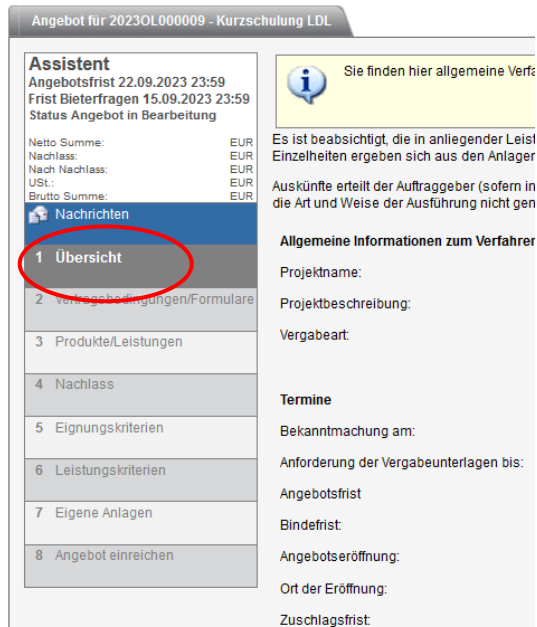 Angebot für 2023OL000009 - Kurzschulung LDL
Assistent
Angebotsfrist 22.09.2023 23:59
Frist Bieterfragen 15.09.2023 23:59
Status Angebot in Bearbeitung
Netto Summe: EUR
Nachlass: EUR
Nach Nachlass: EUR
USt.: EUR
Brutto Summe: EUR
Nachrichten
1 Übersicht
2 Vertragsbedingungen/Formulare
3 Produkte/Leistungen
4 Nachlass
5 Eignungskriterien
6 Leistungskriterien
7 Eigene Anlagen
8 Angebot einreichen
Sie finden hier allgemeine Verfa
Es ist beabsichtigt, die in anliegender Leist
Einzelheiten ergeben sich aus den Anlagen
Auskünfte erteilt der Auftraggeber (sofern in
die Art und Weise der Ausführung nicht gen
Allgemeine Informationen zum Verfahren
Projektname:
Projektbeschreibung:
Vergabeart:
Termine
Bekanntmachung am:
Anforderung der Vergabeunterlagen bis:
Angebotsfrist
Bindefrist:
Angebotseröffnung:
Ort der Eröffnung:
Zuschlagsfrist: